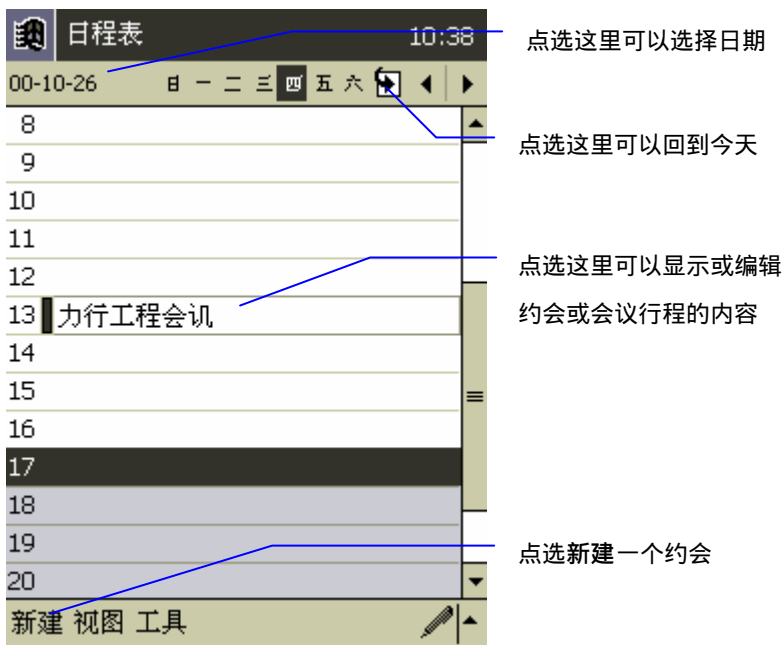 日程表 10:38
00-10-26 日 一 二 三 四 五 六
8
9
10
11
12
13 力行工程会讥
14
15
16
17
18
19
20
新建 视图 工具
点选这里可以选择日期
点选这里可以回到今天
点选这里可以显示或编辑
约会或会议行程的内容
点选新建一个约会